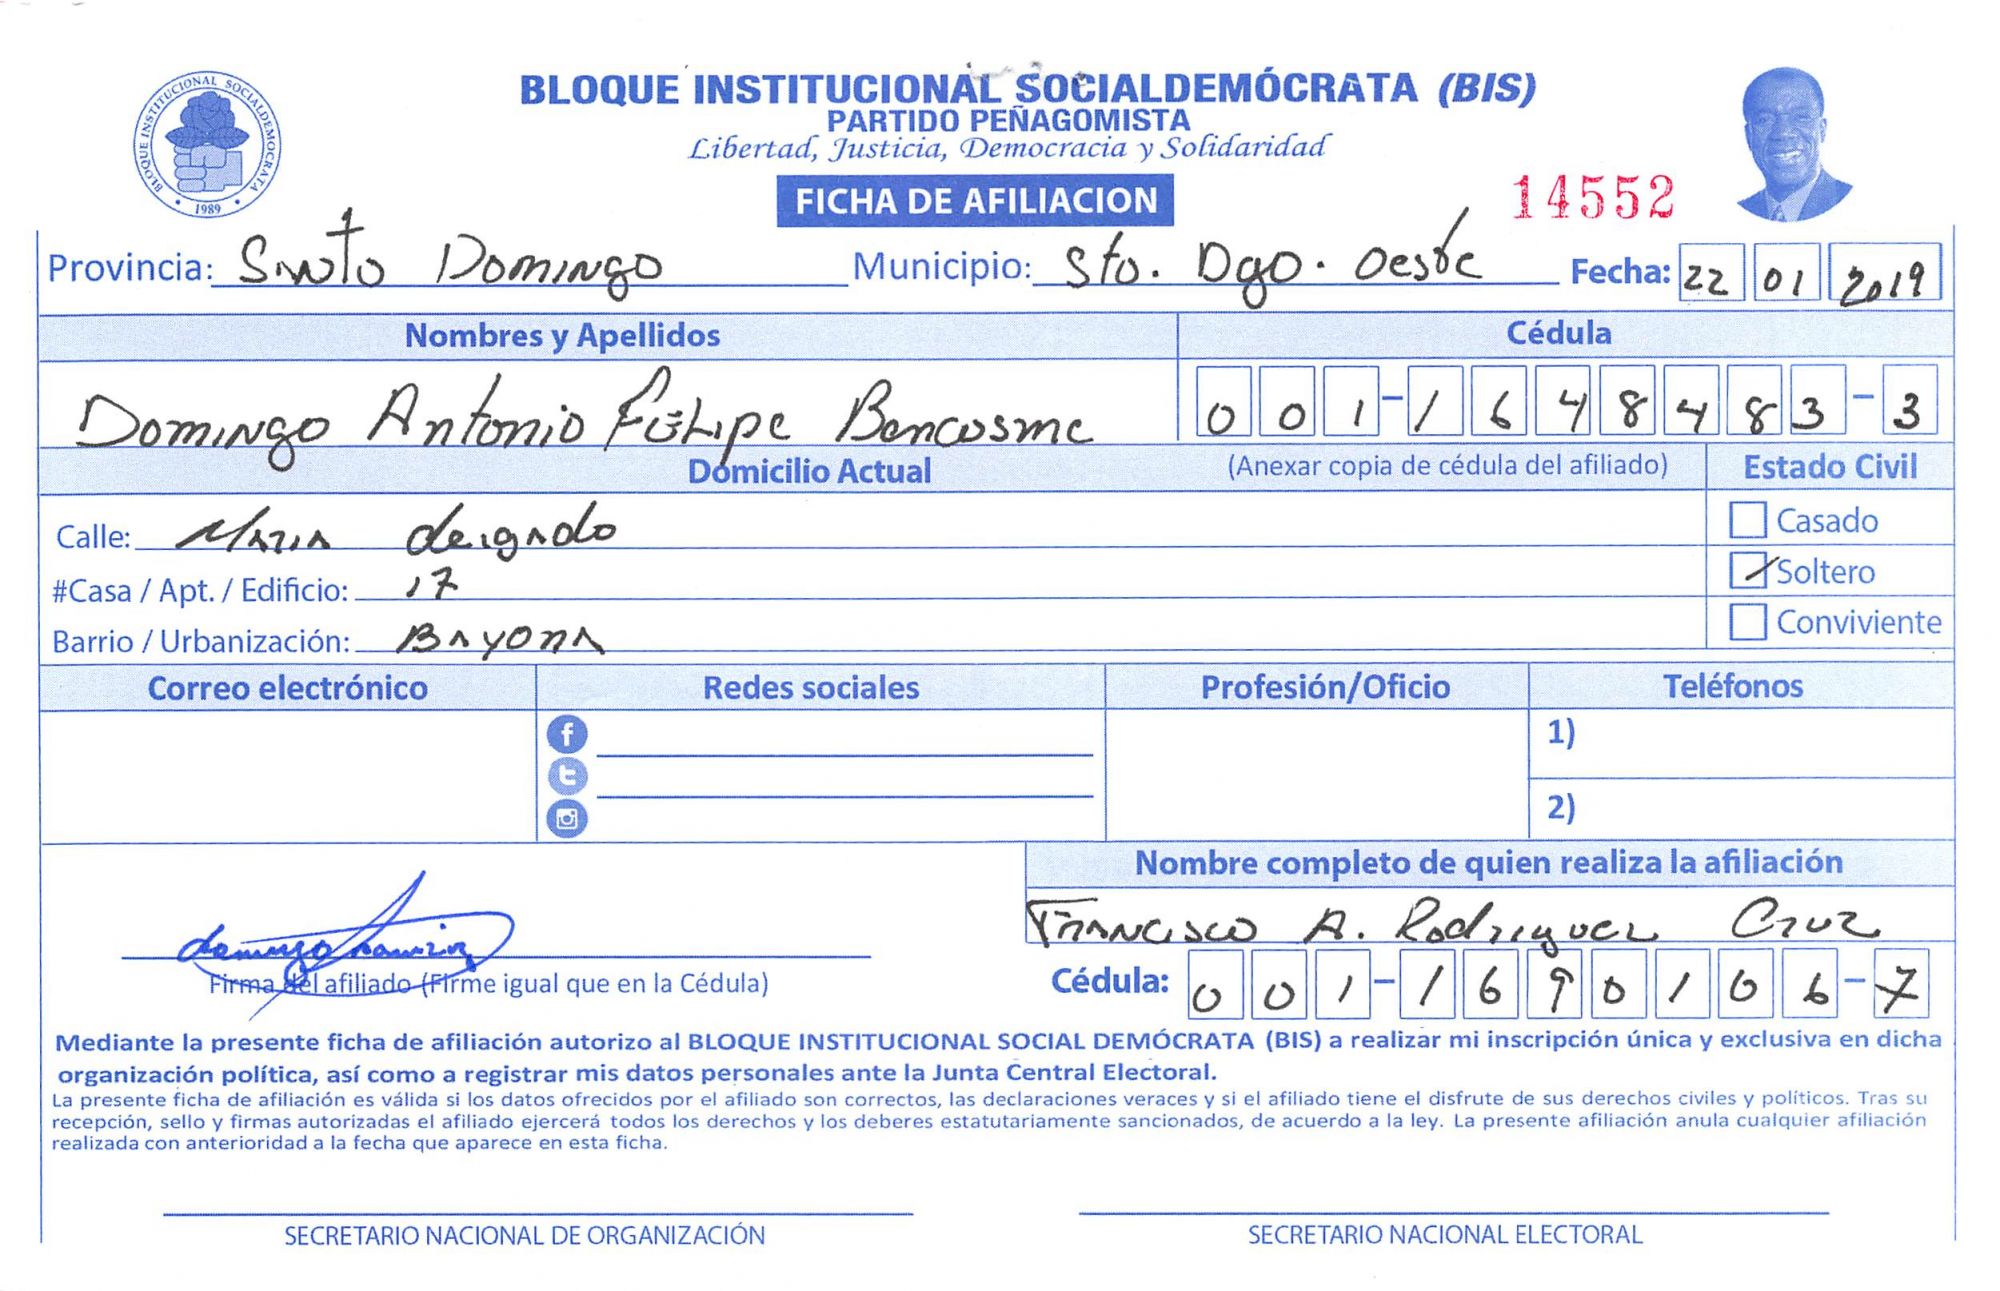 BLOQUE INSTITUCIONAL SOCIALDEMÓCRATA (BIS)
PARTIDO PEÑAGOMISTA
Libertad, Justicia, Democracia y Solidaridad
BLOQUE INSTITUCIONAL SOCIALDEMOCRATA
1989
FICHA DE AFILIACION
14552
Provincia: Santo Domingo Municipio: Sto. Dgo. Oeste Fecha: 22 01 2019
Nombres y Apellidos Cédula
Domingo Antonio Felipe Bencosme 001-1648483-3
Domicilio Actual (Anexar copia de cédula del afiliado) Estado Civil
Calle: Maria delgado Casado
#Casa / Apt. / Edificio: 17 Soltero
Barrio / Urbanización: Bayona Conviviente
Correo electrónico Redes sociales Profesión/Oficio Teléfonos
1)
2)
Nombre completo de quien realiza la afiliación
Francisco A. Rodriguez Cruz
domingo ramirez
Firma del afiliado (Firme igual que en la Cédula) Cédula: 001-1690106-7
Mediante la presente ficha de afiliación autorizo al BLOQUE INSTITUCIONAL SOCIAL DEMÓCRATA (BIS) a realizar mi inscripción única y exclusiva en dicha
organización política, así como a registrar mis datos personales ante la Junta Central Electoral.
La presente ficha de afiliación es válida si los datos ofrecidos por el afiliado son correctos, las declaraciones veraces y si el afiliado tiene el disfrute de sus derechos civiles y políticos. Tras su
recepción, sello y firmas autorizadas el afiliado ejercerá todos los derechos y los deberes estatutariamente sancionados, de acuerdo a la ley. La presente afiliación anula cualquier afiliación
realizada con anterioridad a la fecha que aparece en esta ficha.
SECRETARIO NACIONAL DE ORGANIZACIÓN SECRETARIO NACIONAL ELECTORAL